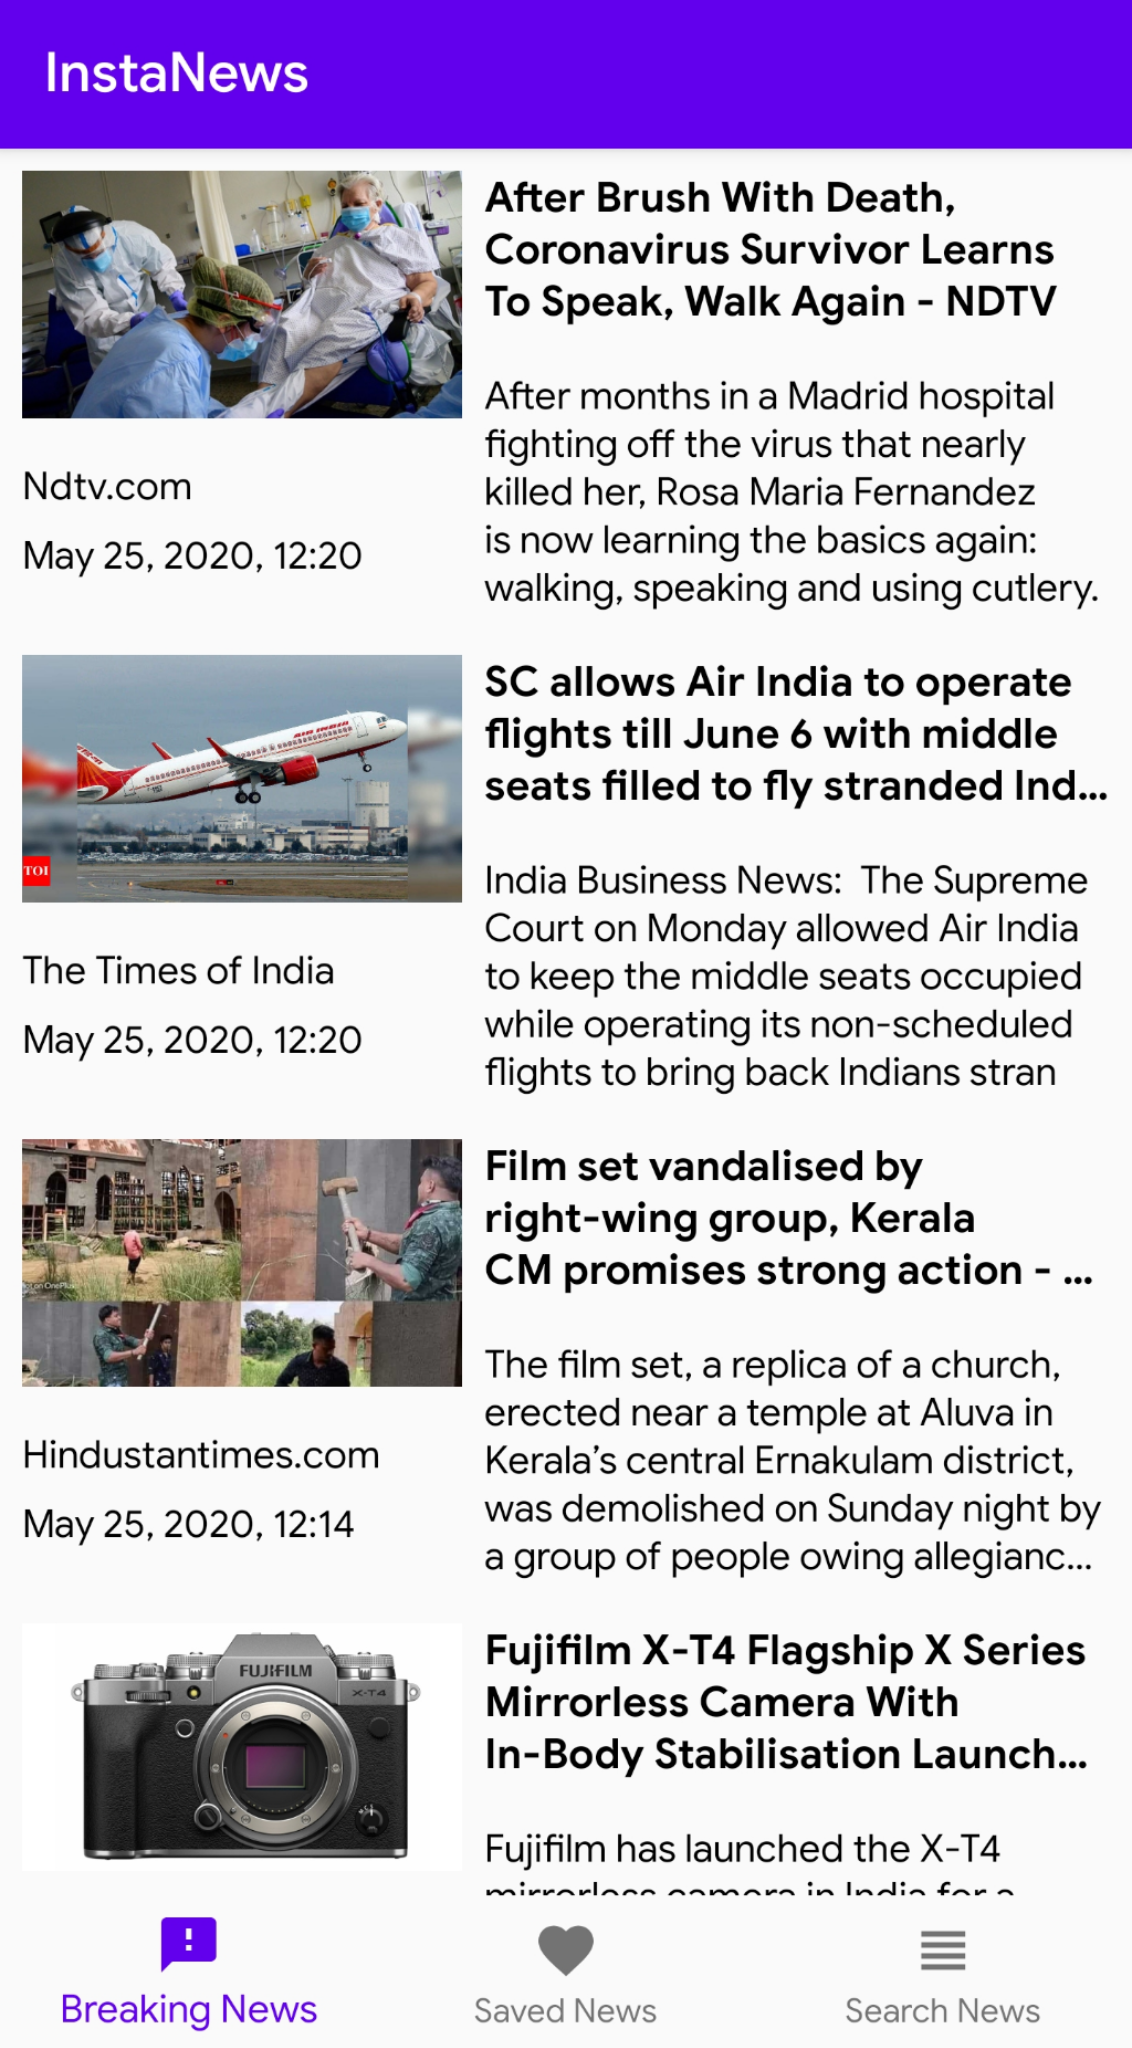 InstaNews
After Brush With Death,
Coronavirus Survivor Learns
To Speak, Walk Again - NDTV
After months in a Madrid hospital
fighting off the virus that nearly
killed her, Rosa Maria Fernandez
is now learning the basics again:
walking, speaking and using cutlery.
Ndtv.com
May 25, 2020, 12:20
AIR INDIA
TOI
SC allows Air India to operate
flights till June 6 with middle
seats filled to fly stranded Ind...
India Business News:  The Supreme
Court on Monday allowed Air India
to keep the middle seats occupied
while operating its non-scheduled
flights to bring back Indians stran
The Times of India
May 25, 2020, 12:20
Film set vandalised by
right-wing group, Kerala
CM promises strong action - ...
The film set, a replica of a church,
erected near a temple at Aluva in
Kerala’s central Ernakulam district,
was demolished on Sunday night by
a group of people owing allegianc...
on OnePlus
Hindustantimes.com
May 25, 2020, 12:14
FUJIFILM
X-T4
Fujifilm X-T4 Flagship X Series
Mirrorless Camera With
In-Body Stabilisation Launch...
Fujifilm has launched the X-T4
mirrorless camera in India for a
Breaking News
Saved News
Search News